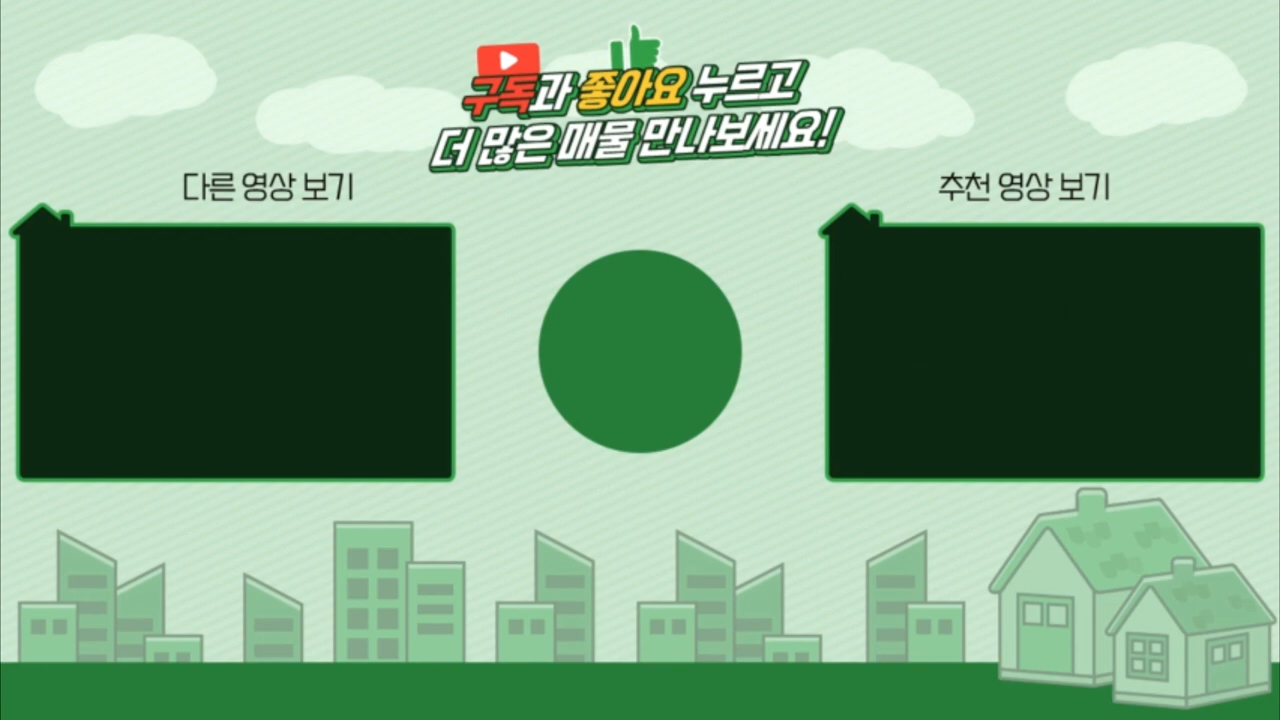 구독과 좋아요 누르고
더 많은 매물 만나보세요!
다른 영상 보기
추천 영상 보기